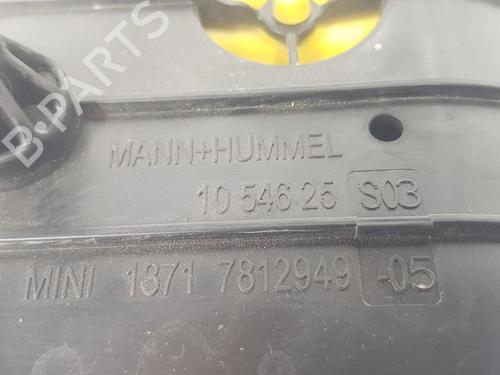 B-PARTS
MANN+HUMMEL
10 546 25 S03
MINI 1371 7812949 -05